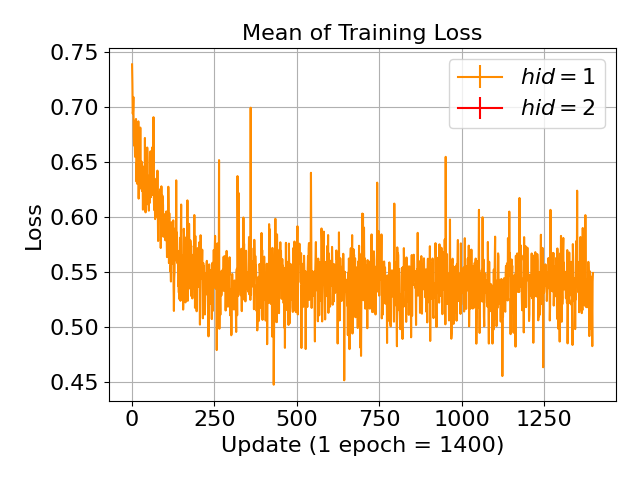 Mean of Training Loss
hid = 1
hid = 2
Loss
0.75
0.70
0.65
0.60
0.55
0.50
0.45
0 250 500 750 1000 1250
Update (1 epoch = 1400)